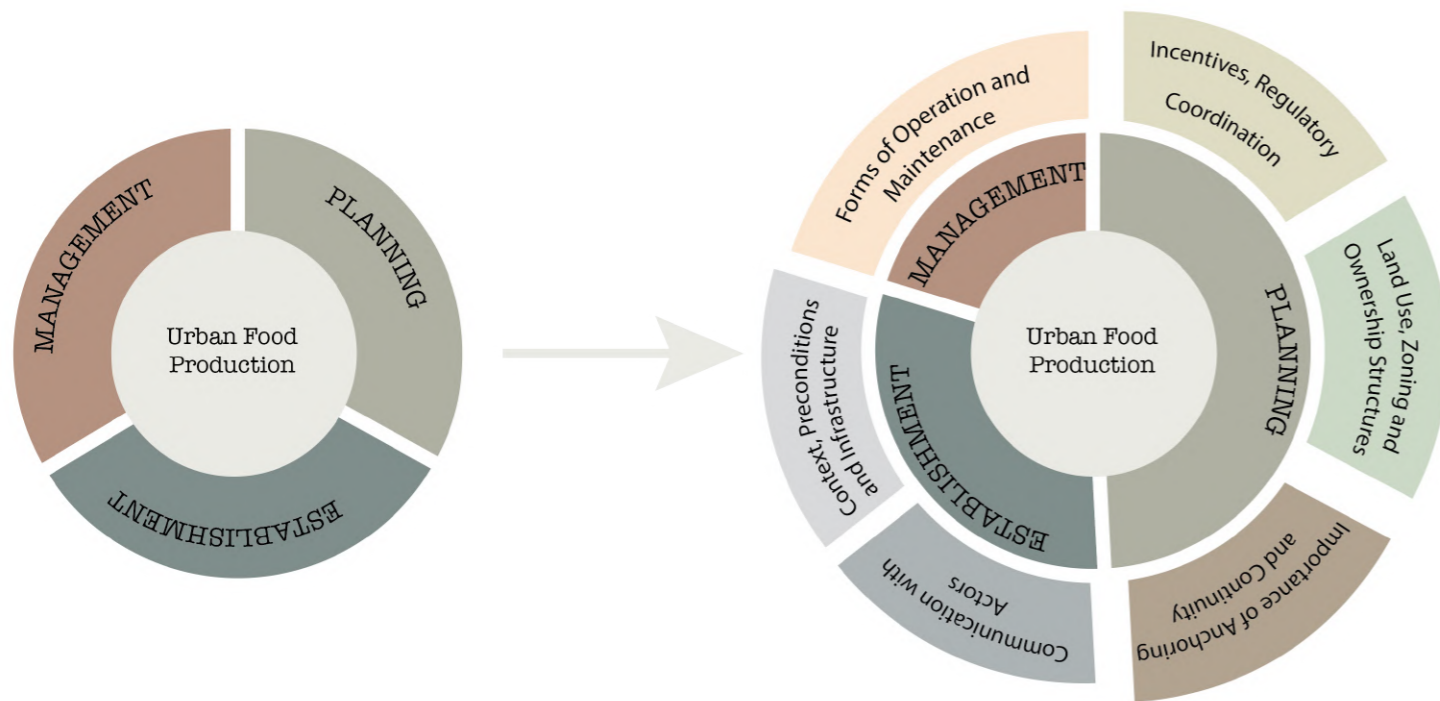 MANAGEMENT
PLANNING
ESTABLISHMENT
Urban Food
Production
Forms of Operation and
Maintenance
Incentives, Regulatory
Coordination
Land Use, Zoning and
Ownership Structures
Importance of Anchoring
and Continuity
Communication with
Actors
Context, Preconditions
and Infrastructure
MANAGEMENT
PLANNING
ESTABLISHMENT
Urban Food
Production